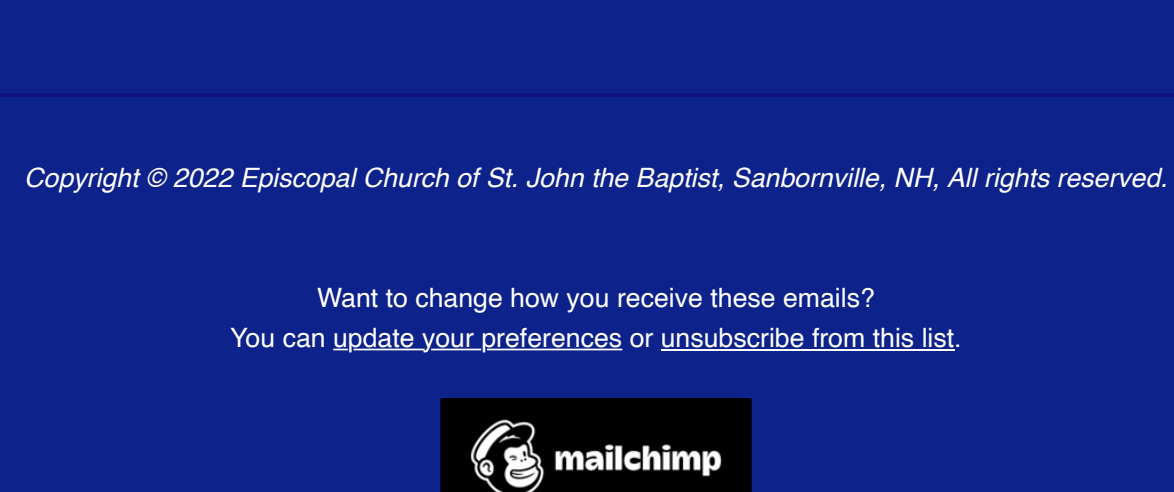 Copyright © 2022 Episcopal Church of St. John the Baptist, Sanbornville, NH, All rights reserved.
Want to change how you receive these emails?
You can update your preferences or unsubscribe from this list.
mailchimp